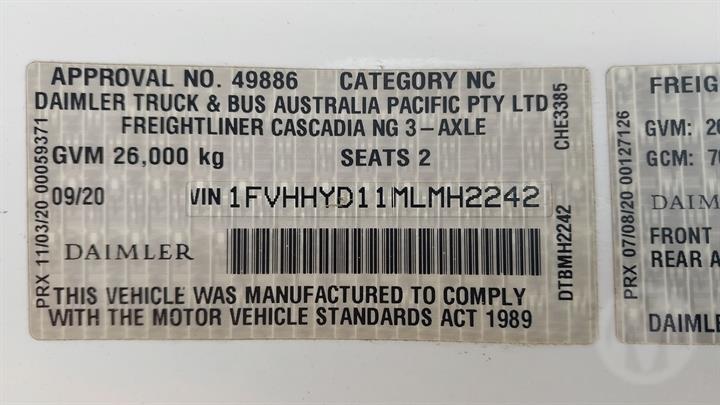 APPROVAL NO. 49886 CATEGORY NC
DAIMLER TRUCK & BUS AUSTRALIA PACIFIC PTY LTD
FREIGHTLINER CASCADIA NG 3-AXLE
GVM 26,000 kg SEATS 2
09/20 VIN 1FVHHYD11MLMH2242
DAIMLER
THIS VEHICLE WAS MANUFACTURED TO COMPLY
WITH THE MOTOR VEHICLE STANDARDS ACT 1989
PRX 11/03/20 00059371
CHE3385
DTBMH2242
PRX 07/08/20 00127126
FREIG
GVM: 26
GCM: 70
DAIM
FRONT
REAR A
DAIMLE